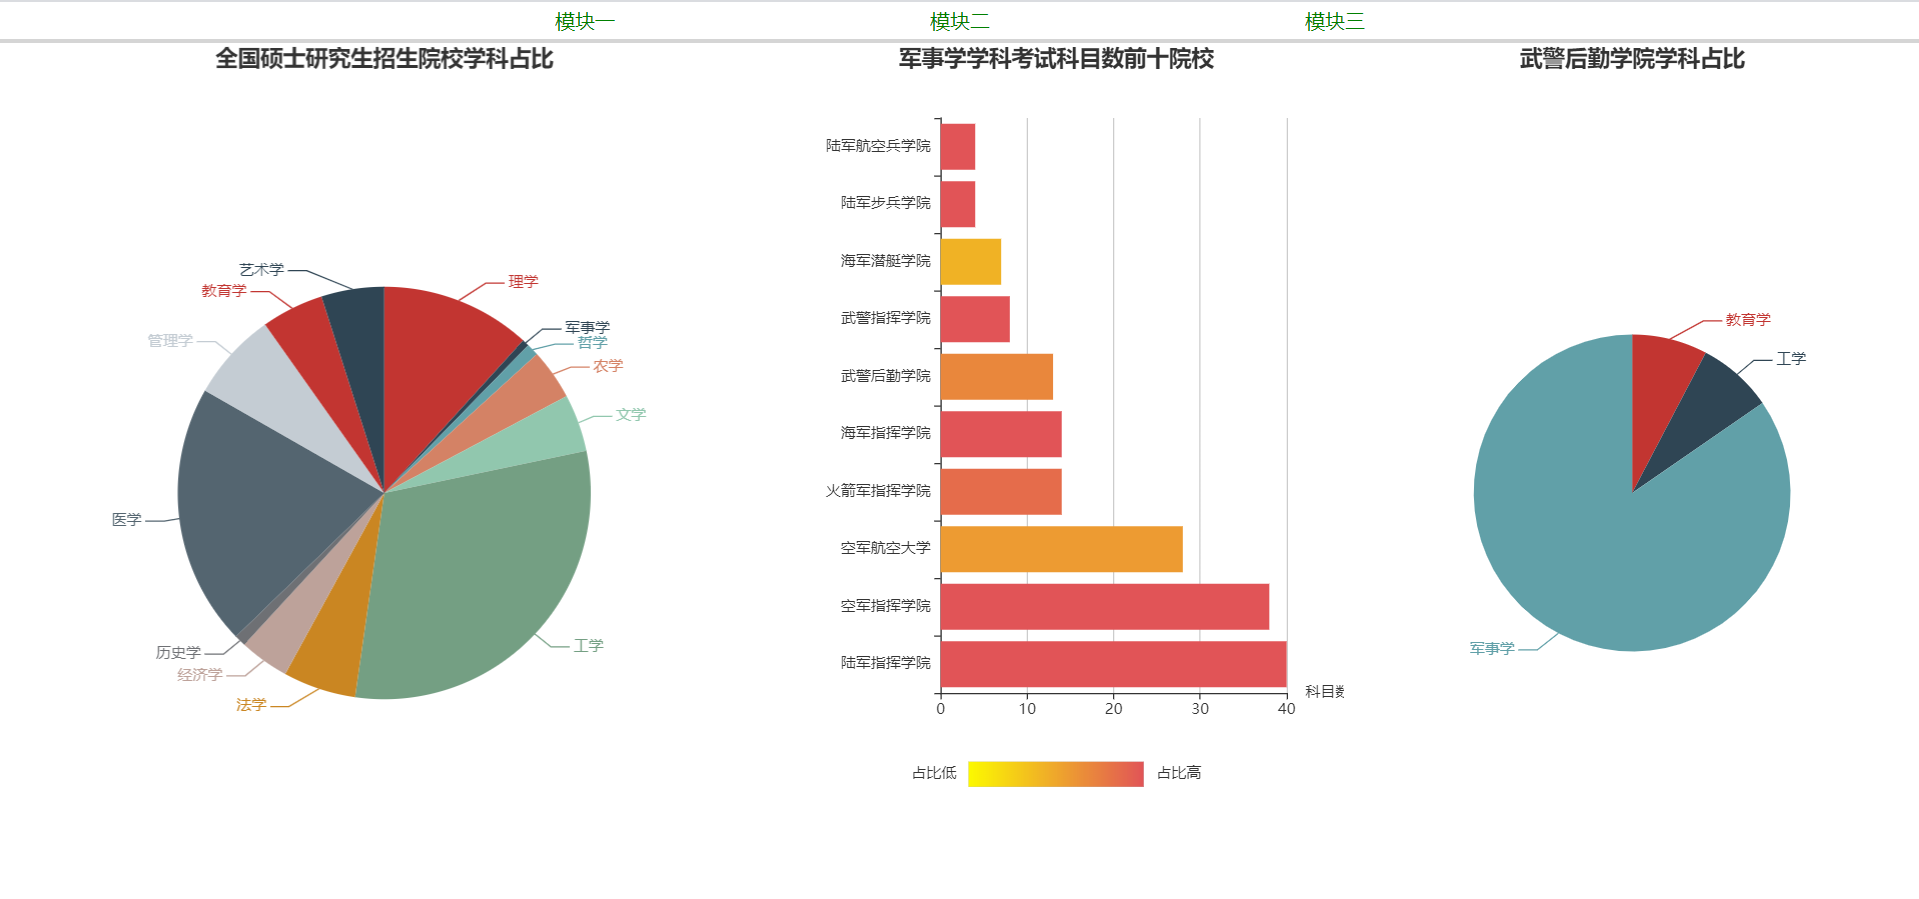 模块一
模块二
模块三
全国硕士研究生招生院校学科占比
艺术学
教育学
管理学
医学
历史学
经济学
法学
理学
军事学
哲学
农学
文学
工学
军事学学科考试科目数前十院校
陆军航空兵学院
陆军步兵学院
海军潜艇学院
武警指挥学院
武警后勤学院
海军指挥学院
火箭军指挥学院
空军航空大学
空军指挥学院
陆军指挥学院
0 10 20 30 40
科目数
占比低
占比高
武警后勤学院学科占比
教育学
工学
军事学